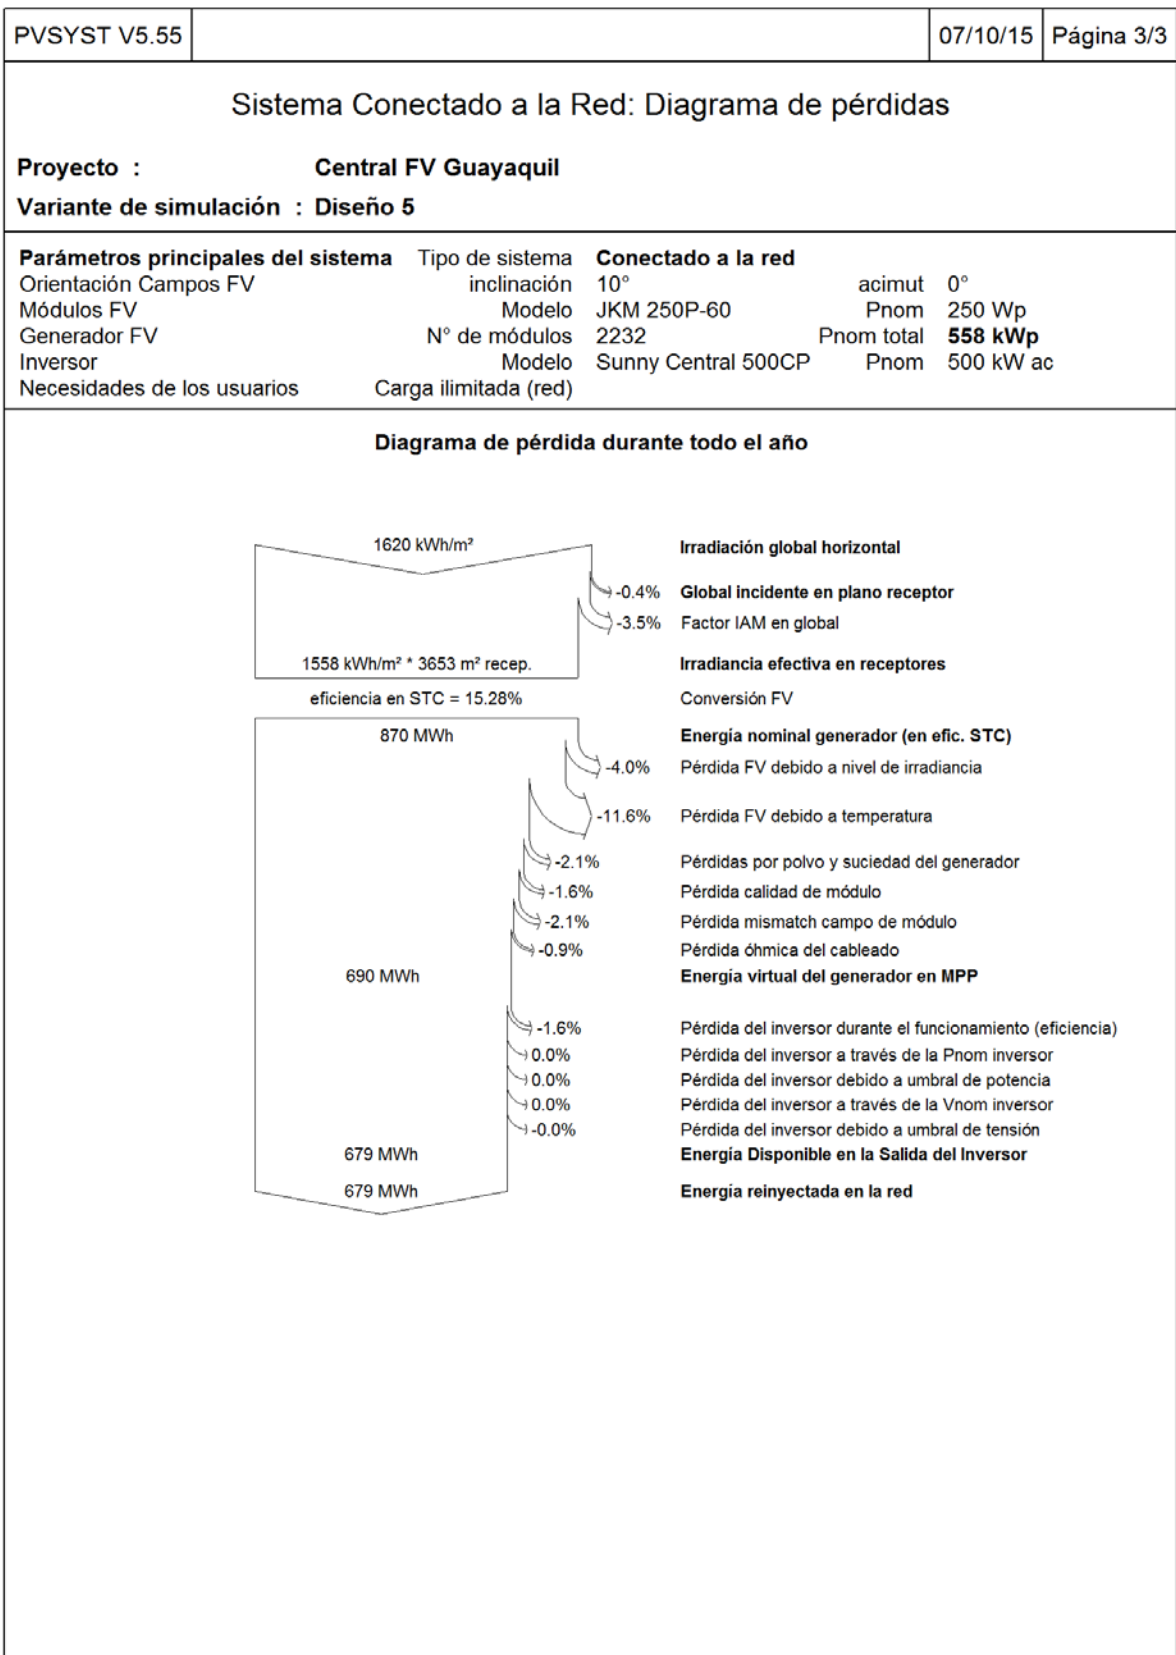 PVSYST V5.55 07/10/15 Página 3/3
Sistema Conectado a la Red: Diagrama de pérdidas
Proyecto : Central FV Guayaquil
Variante de simulación : Diseño 5
Parámetros principales del sistema Tipo de sistema Conectado a la red
Orientación Campos FV inclinación 10° acimut 0°
Módulos FV Modelo JKM 250P-60 Pnom 250 Wp
Generador FV N° de módulos 2232 Pnom total 558 kWp
Inversor Modelo Sunny Central 500CP Pnom 500 kW ac
Necesidades de los usuarios Carga ilimitada (red)
Diagrama de pérdida durante todo el año
1620 kWh/m² Irradiación global horizontal
-0.4% Global incidente en plano receptor
-3.5% Factor IAM en global
1558 kWh/m² * 3653 m² recep. Irradiancia efectiva en receptores
eficiencia en STC = 15.28% Conversión FV
870 MWh Energía nominal generador (en efic. STC)
-4.0% Pérdida FV debido a nivel de irradiancia
-11.6% Pérdida FV debido a temperatura
-2.1% Pérdidas por polvo y suciedad del generador
-1.6% Pérdida calidad de módulo
-2.1% Pérdida mismatch campo de módulo
-0.9% Pérdida óhmica del cableado
690 MWh Energía virtual del generador en MPP
-1.6% Pérdida del inversor durante el funcionamiento (eficiencia)
0.0% Pérdida del inversor a través de la Pnom inversor
0.0% Pérdida del inversor debido a umbral de potencia
0.0% Pérdida del inversor a través de la Vnom inversor
-0.0% Pérdida del inversor debido a umbral de tensión
679 MWh Energía Disponible en la Salida del Inversor
679 MWh Energía reinyectada en la red